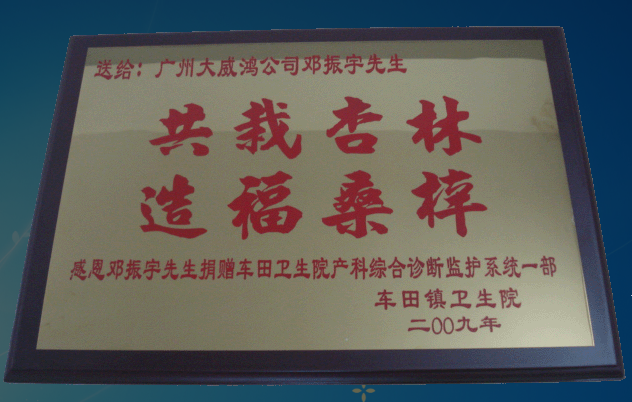 送给：广州大威鸿公司邓振宇先生
共栽杏林
造福桑梓
感恩邓振宇先生捐赠车田卫生院产科综合诊断监护系统一部
车田镇卫生院
二00九年